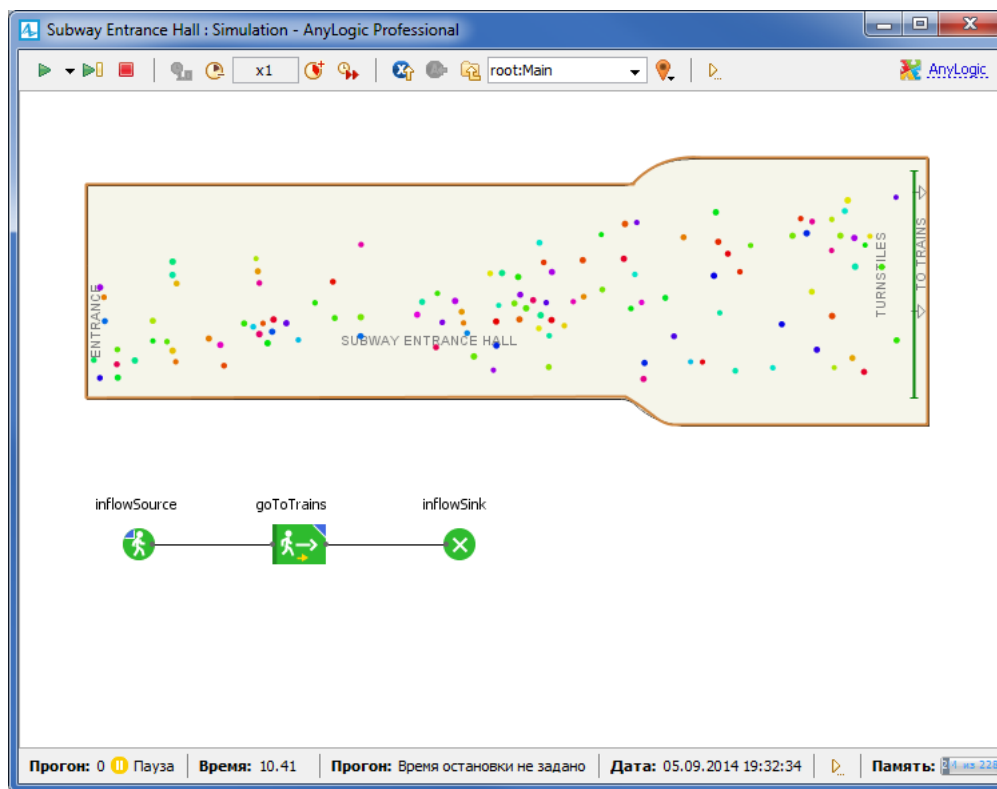 Subway Entrance Hall : Simulation - AnyLogic Professional
x1
root:Main
AnyLogic
ENTRANCE
SUBWAY ENTRANCE HALL
TURNSTILES
TO TRAINS
inflowSource
goToTrains
inflowSink
Прогон: 0 Пауза Время: 10.41 Прогон: Время остановки не задано Дата: 05.09.2014 19:32:34 Память: из 228